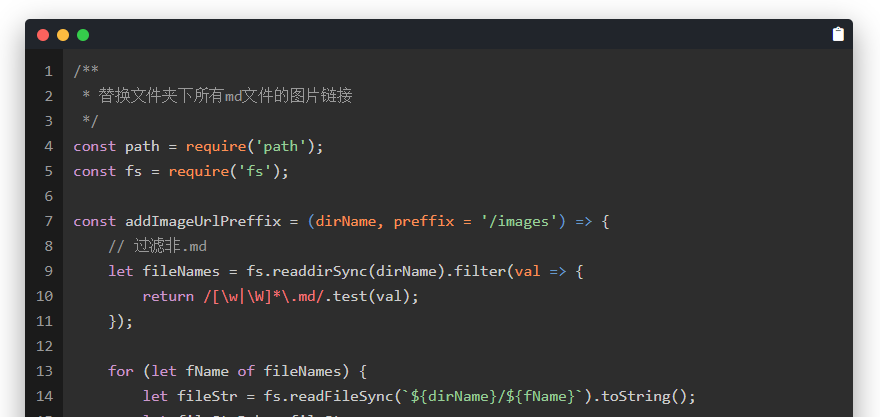 1 /**
2  * 替换文件夹下所有md文件的图片链接
3  */
4 const path = require('path');
5 const fs = require('fs');
6
7 const addImageUrlPreffix = (dirName, preffix = '/images') => {
8     // 过滤非.md
9     let fileNames = fs.readdirSync(dirName).filter(val => {
10         return /[\w|\W]*\.md/.test(val);
11     });
12
13     for (let fName of fileNames) {
14         let fileStr = fs.readFileSync(`${dirName}/${fName}`).toString();